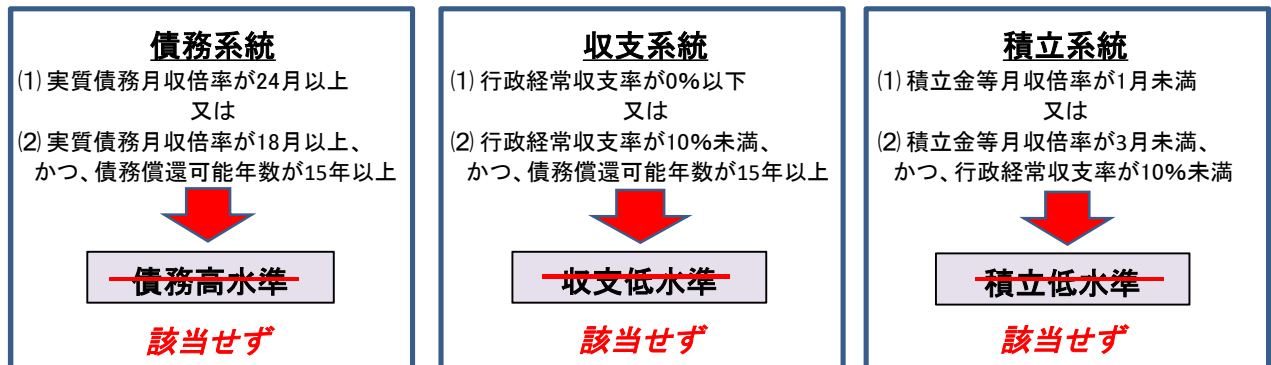 債務系統
⑴ 実質債務月収倍率が24月以上
又は
⑵ 実質債務月収倍率が18月以上、
かつ、債務償還可能年数が15年以上
債務高水準
該当せず
収支系統
⑴ 行政経常収支率が0%以下
又は
⑵ 行政経常収支率が10%未満、
かつ、債務償還可能年数が15年以上
収支低水準
該当せず
積立系統
⑴ 積立金等月収倍率が1月未満
又は
⑵ 積立金等月収倍率が3月未満、
かつ、行政経常収支率が10%未満
積立低水準
該当せず